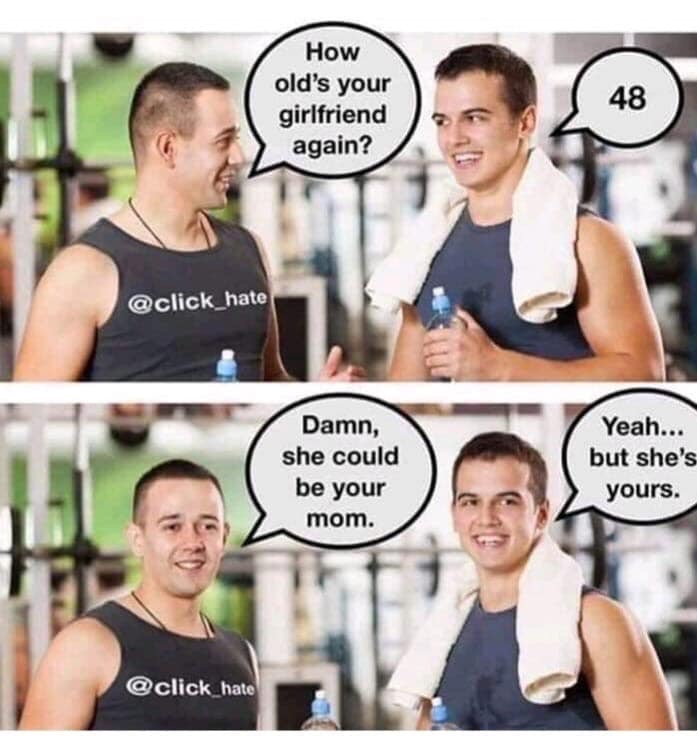 How
old's your
girlfriend
again?
48
@click_hate
Damn,
she could
be your
mom.
Yeah...
but she's
yours.
@click_hate